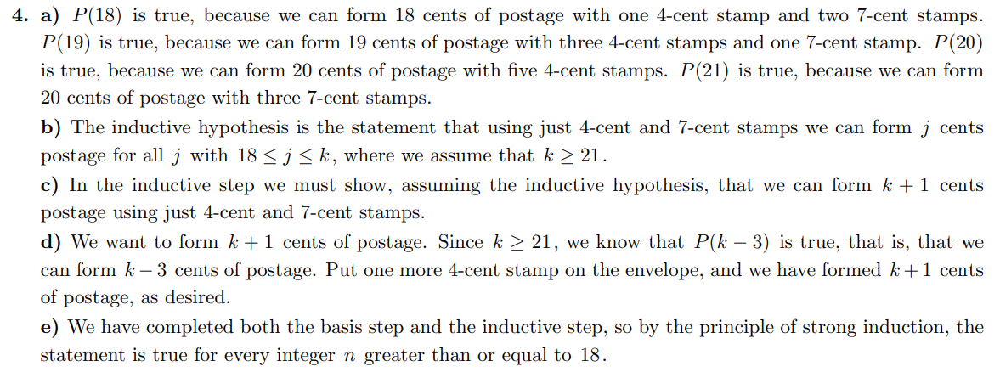 4. a) P(18) is true, because we can form 18 cents of postage with one 4-cent stamp and two 7-cent stamps.
P(19) is true, because we can form 19 cents of postage with three 4-cent stamps and one 7-cent stamp. P(20)
is true, because we can form 20 cents of postage with five 4-cent stamps. P(21) is true, because we can form
20 cents of postage with three 7-cent stamps.
b) The inductive hypothesis is the statement that using just 4-cent and 7-cent stamps we can form j cents
postage for all j with 18 ≤ j ≤ k, where we assume that k ≥ 21.
c) In the inductive step we must show, assuming the inductive hypothesis, that we can form k + 1 cents
postage using just 4-cent and 7-cent stamps.
d) We want to form k + 1 cents of postage. Since k ≥ 21, we know that P(k − 3) is true, that is, that we
can form k − 3 cents of postage. Put one more 4-cent stamp on the envelope, and we have formed k + 1 cents
of postage, as desired.
e) We have completed both the basis step and the inductive step, so by the principle of strong induction, the
statement is true for every integer n greater than or equal to 18.